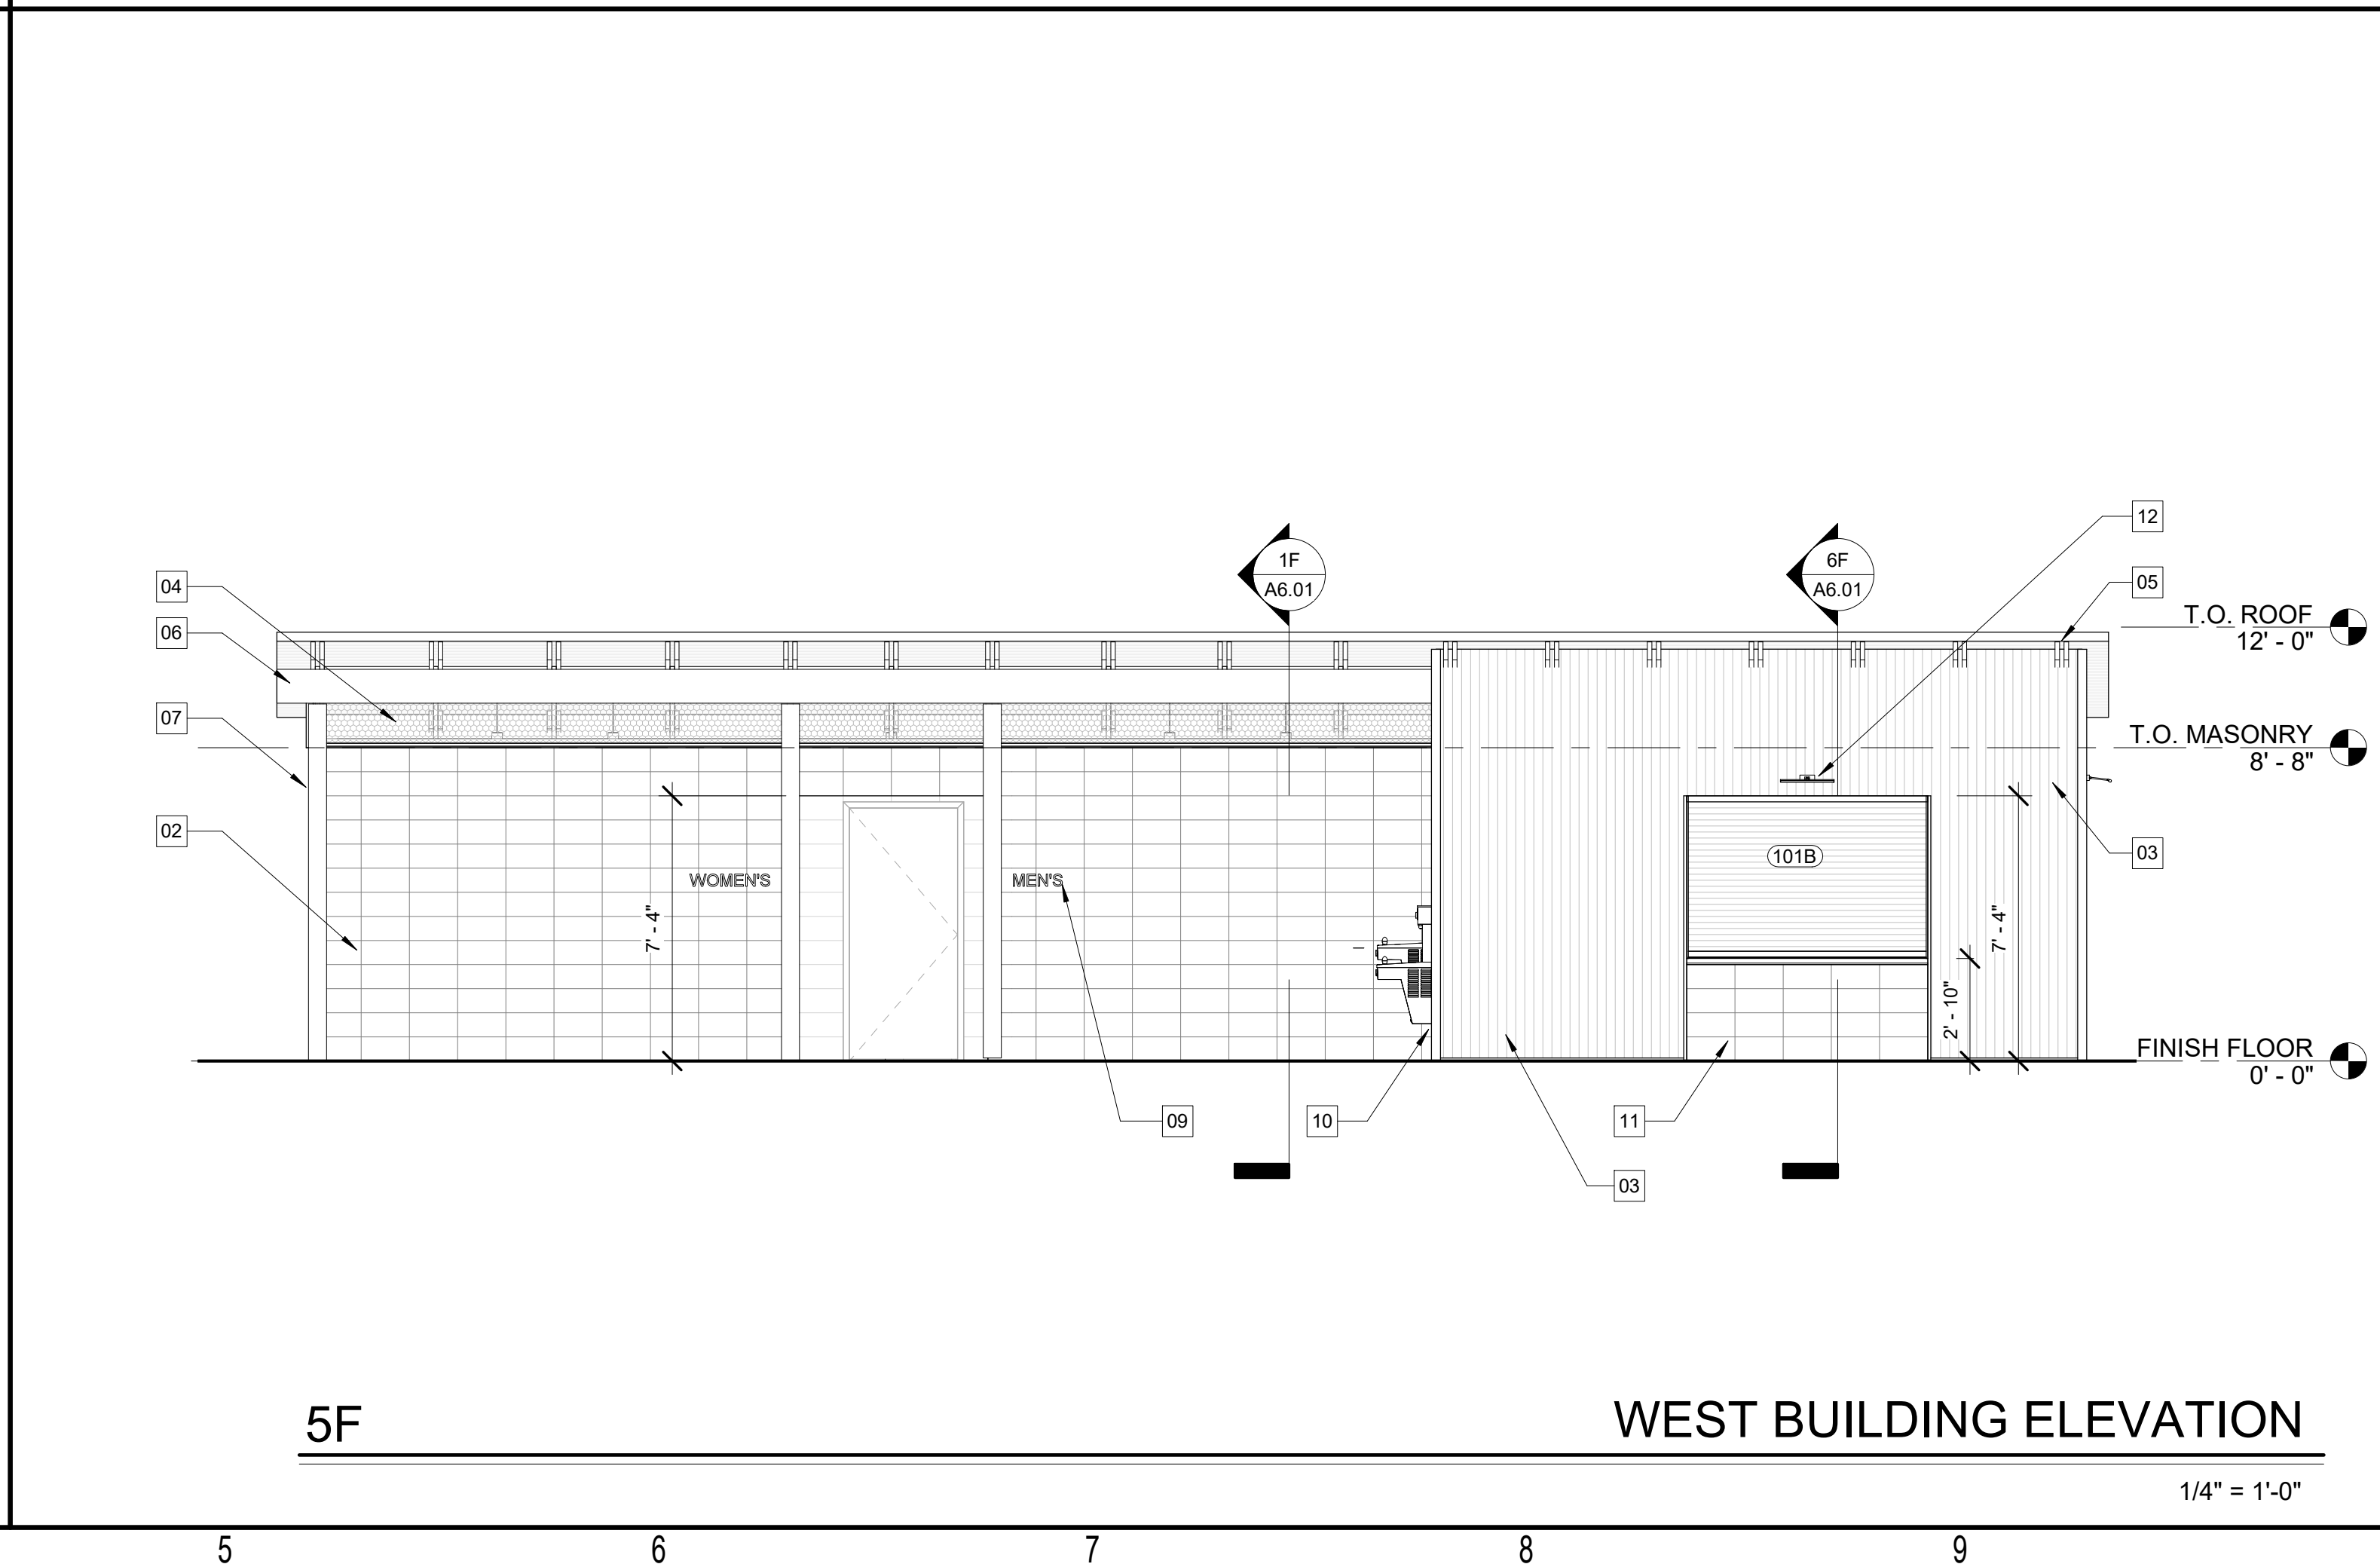 12
1F
A6.01
6F
A6.01
04
05
06
T.O. ROOF
12' - 0"
07
T.O. MASONRY
8' - 8"
02
03
101B
WOMEN'S
MEN'S
7' - 4"
7' - 4"
2' - 10"
FINISH FLOOR
0' - 0"
09
10
11
03
5F
WEST BUILDING ELEVATION
1/4" = 1'-0"
5
6
7
8
9